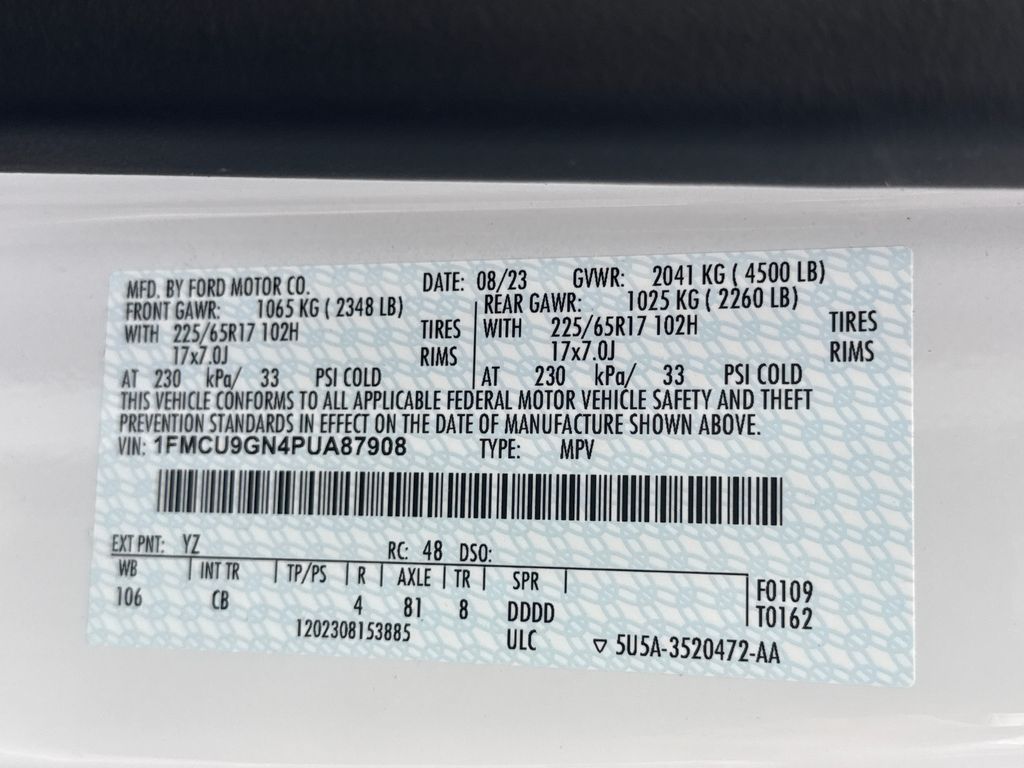 MFD. BY FORD MOTOR CO. DATE: 08/23 GVWR: 2041 KG ( 4500 LB)
FRONT GAWR: 1065 KG ( 2348 LB) REAR GAWR: 1025 KG ( 2260 LB)
WITH 225/65R17 102H TIRES WITH 225/65R17 102H TIRES
17x7.0J RIMS 17x7.0J RIMS
AT 230 kPa/ 33 PSI COLD AT 230 kPa/ 33 PSI COLD
THIS VEHICLE CONFORMS TO ALL APPLICABLE FEDERAL MOTOR VEHICLE SAFETY AND THEFT
PREVENTION STANDARDS IN EFFECT ON THE DATE OF MANUFACTURE SHOWN ABOVE.
VIN: 1FMCU9GN4PUA87908 TYPE: MPV
EXT PNT: YZ RC: 48 DSO:
WB INT TR TP/PS R AXLE TR SPR F0109
106 CB 4 81 8 DDDD T0162
1202308153885 ULC ▽ 5U5A-3520472-AA